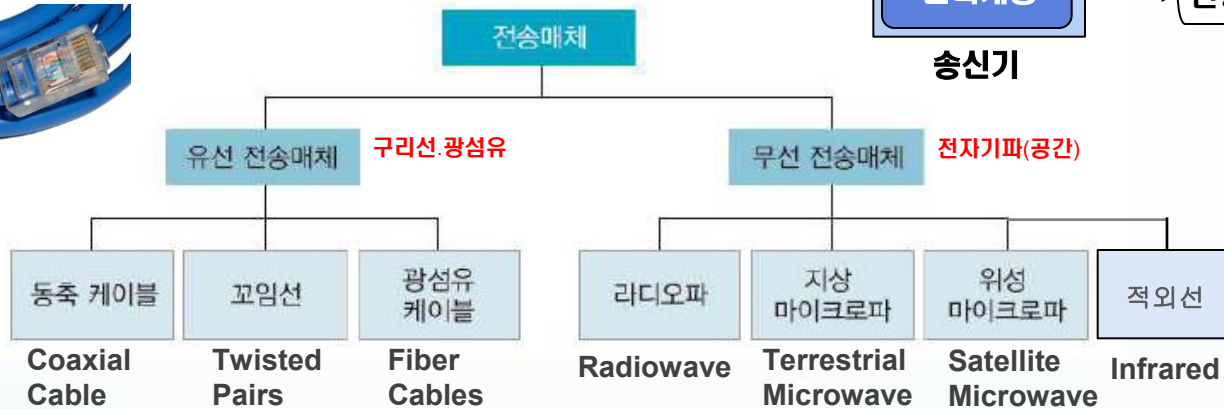 전송매체
송신기
유선 전송매체
구리선.광섬유
무선 전송매체
전자기파(공간)
동축 케이블
꼬임선
광섬유
케이블
라디오파
지상
마이크로파
위성
마이크로파
적외선
Coaxial
Cable
Twisted
Pairs
Fiber
Cables
Radiowave
Terrestrial
Microwave
Satellite
Microwave
Infrared